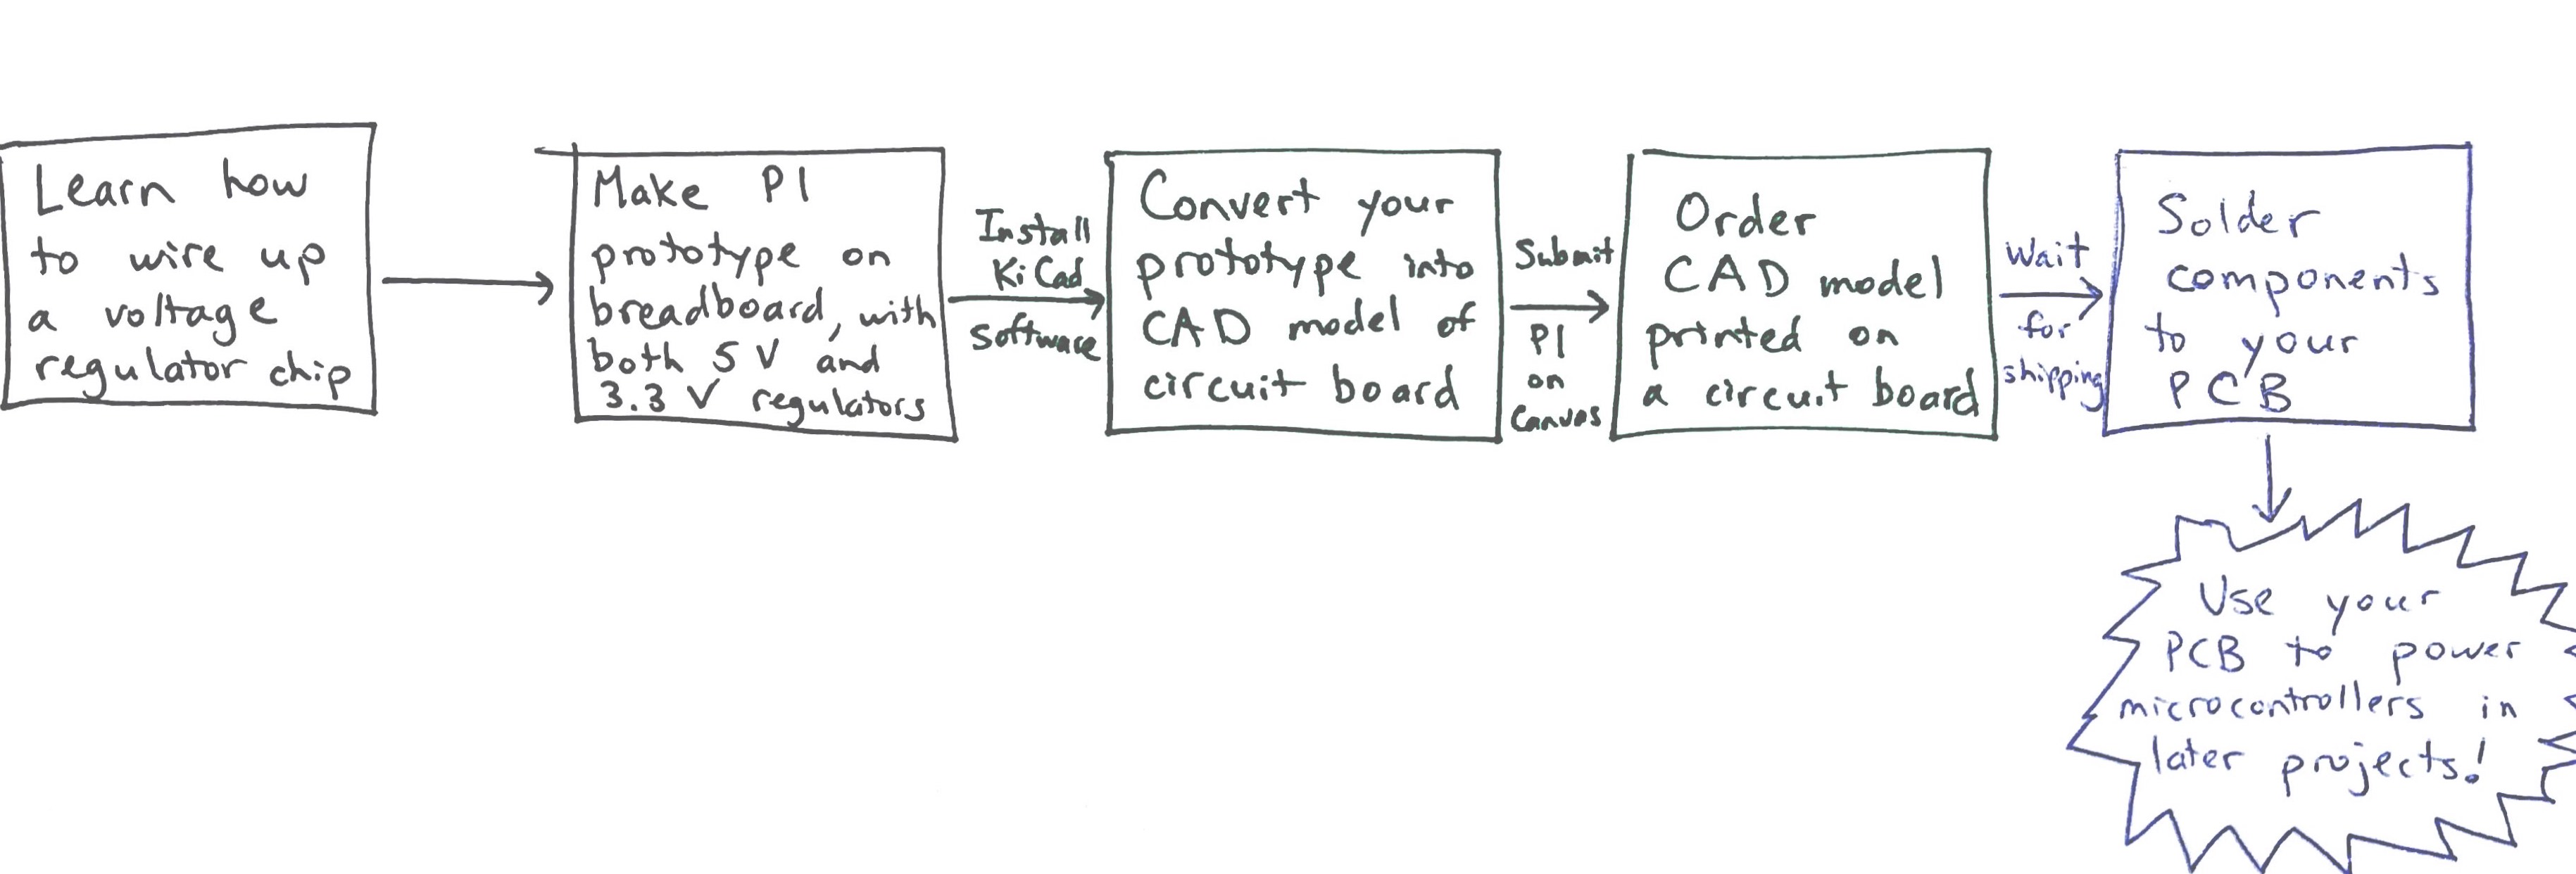 Learn how
to wire up
a voltage
regulator chip
Make P1
prototype on
breadboard, with
both 5 V and
3.3 V regulators
Install
KiCad
Software
Convert your
prototype into
CAD model of
circuit board
Submit
P1
on
Canvas
Order
CAD model
printed on
a circuit board
Wait
for
shipping
Solder
components
to your
PCB
Use your
PCB to power
microcontrollers in
later projects!